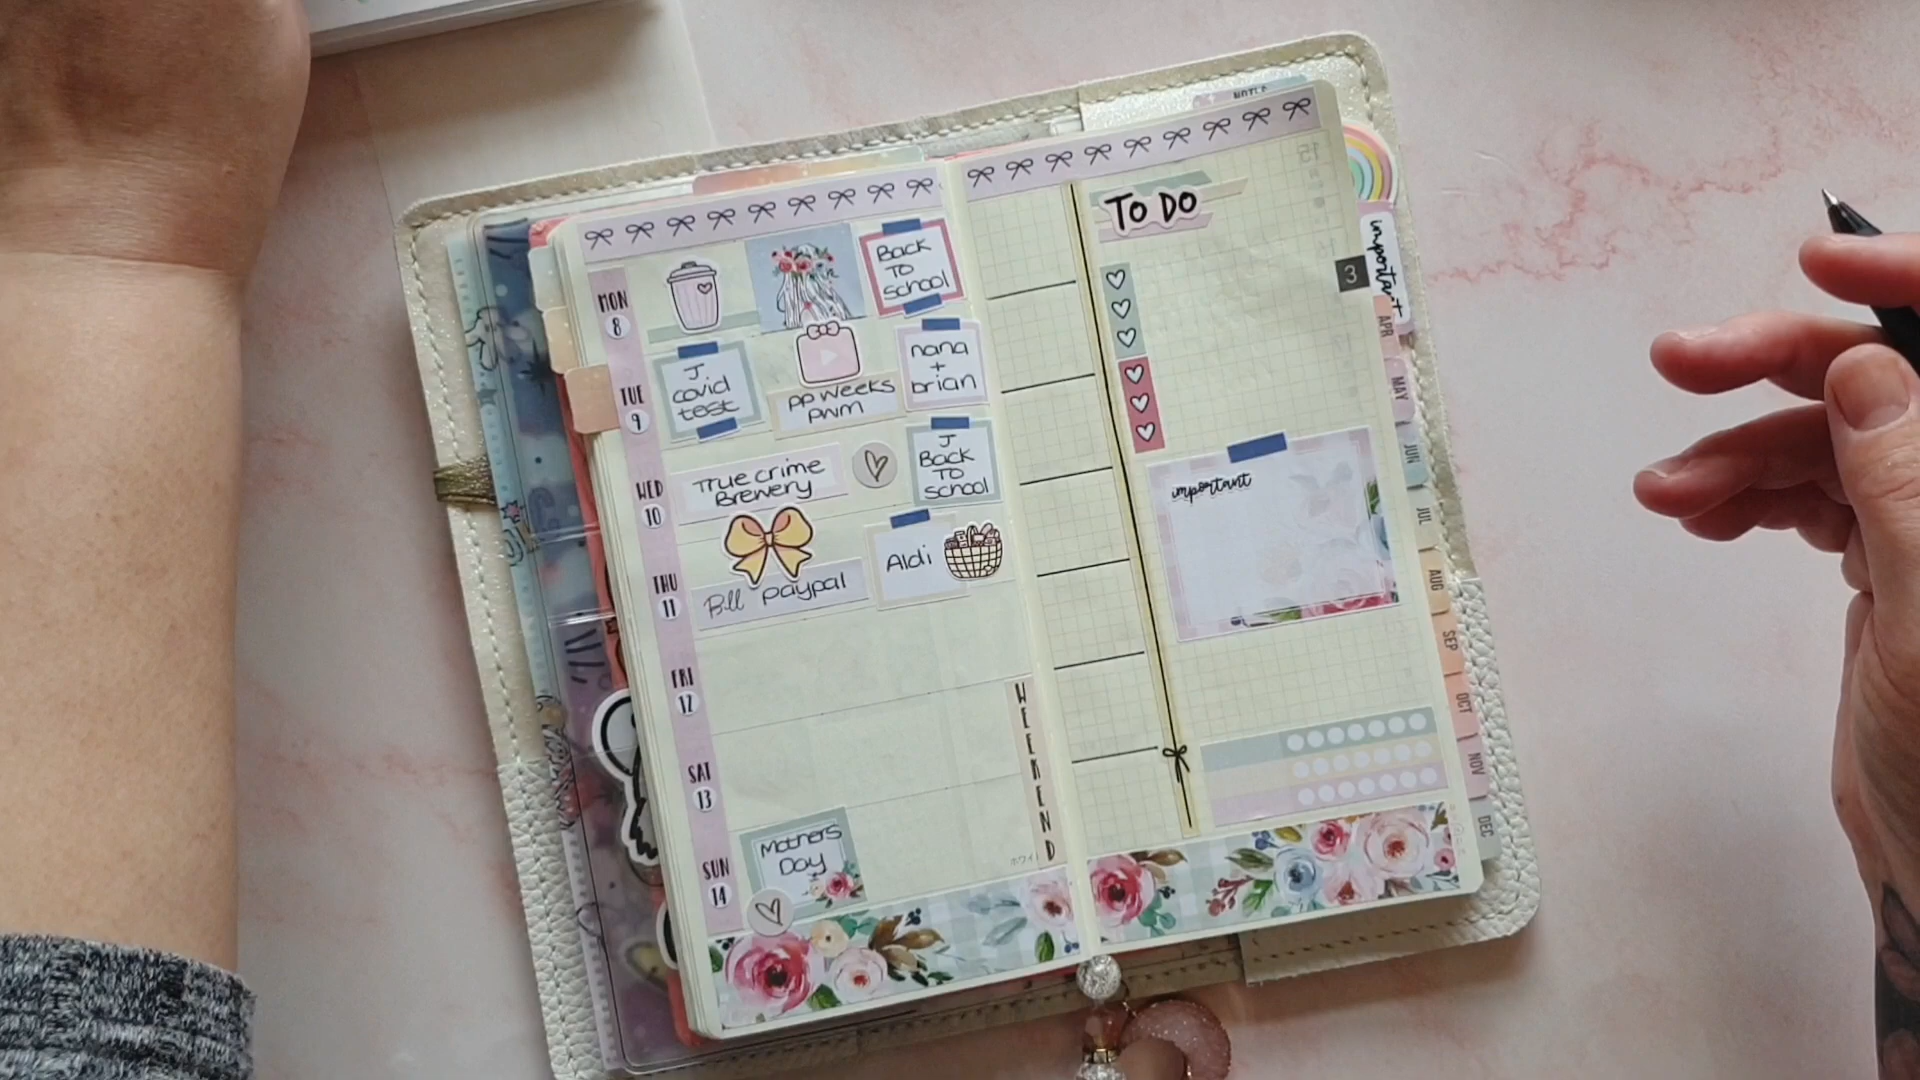 NOTES
TO DO
important
3
MON
8
Back
TO
School
TUE
9
J
covid
test
pp weeks
pwm
nana
+
brian
WED
10
True crime
Brewery
J
Back
TO
School
THU
11
Bill paypal
Aldi
important
FRI
12
SAT
13
WEEKEND
SUN
14
Mothers
Day
APR
MAY
JUN
JUL
AUG
SEP
OCT
NOV
DEC